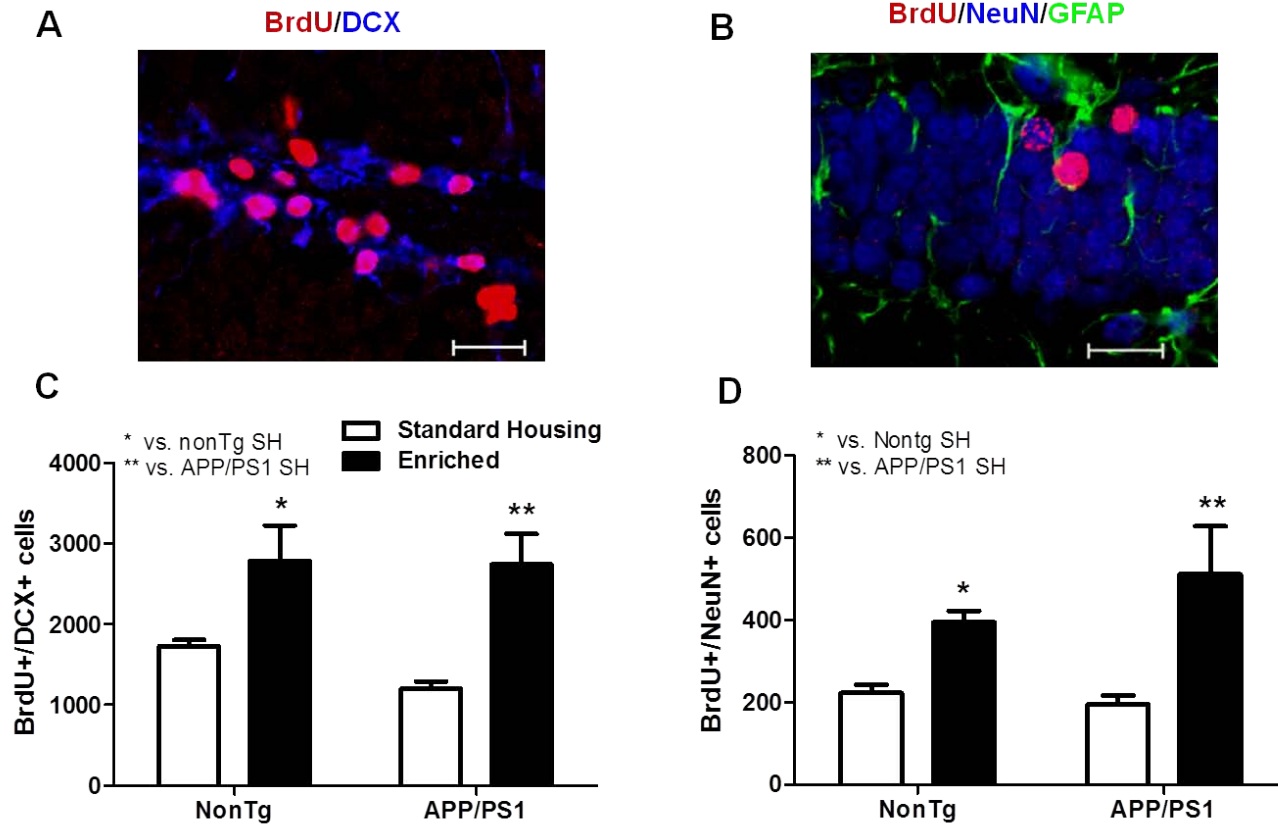 A
BrdU/DCX
B
BrdU/NeuN/GFAP
C
* vs. nonTg SH
** vs. APP/PS1 SH
Standard Housing
Enriched
BrdU+/DCX+ cells
4000
3000
2000
1000
0
*
**
NonTg
APP/PS1
D
* vs. Nontg SH
** vs. APP/PS1 SH
BrdU+/NeuN+ cells
800
600
400
200
0
*
**
NonTg
APP/PS1